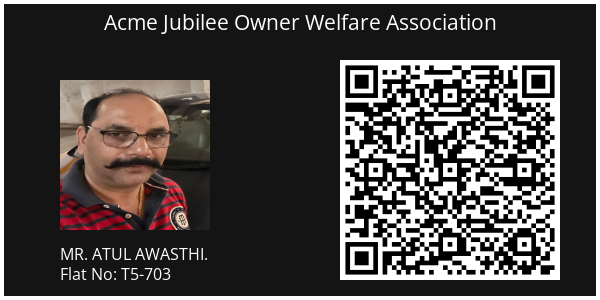 Acme Jubilee Owner Welfare Association
MR. ATUL AWASTHI.
Flat No: T5-703